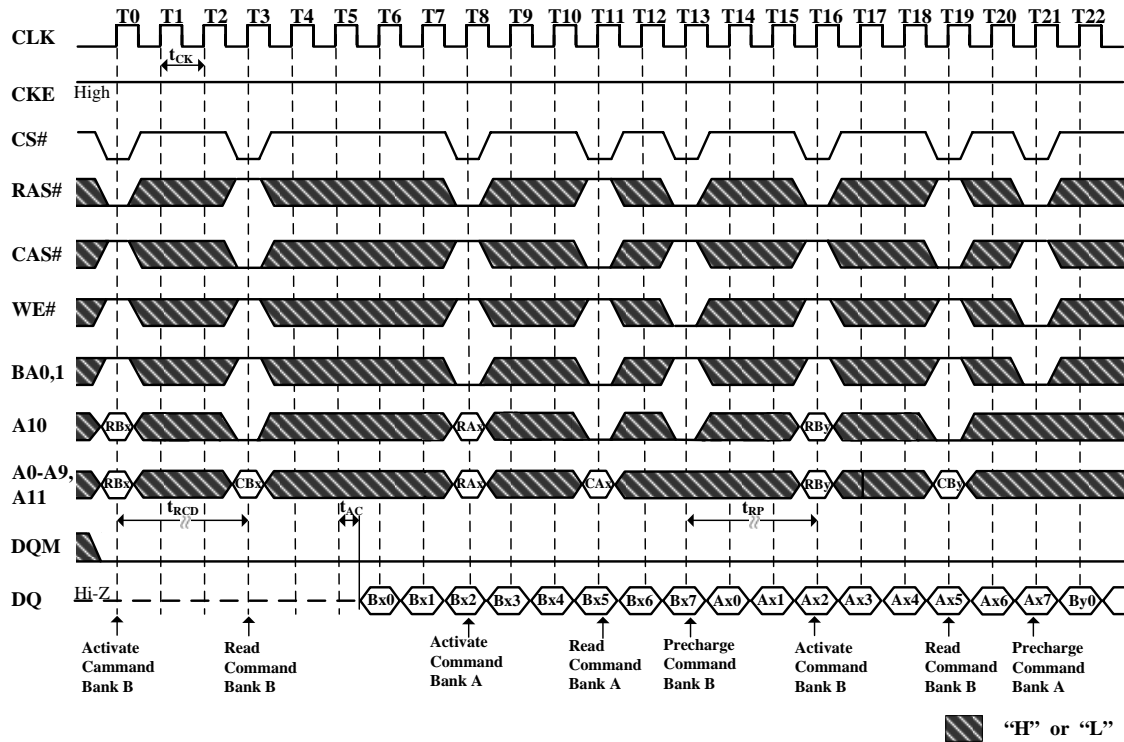 T0 T1 T2 T3 T4 T5 T6 T7 T8 T9 T10 T11 T12 T13 T14 T15 T16 T17 T18 T19 T20 T21 T22
CLK
tCK
CKE High
CS#
RAS#
CAS#
WE#
BA0,1
A10 RBx RAx RBy
A0-A9,
A11
RBx CBx RAx CAx RBy CBy
tRCD tAC tRP
DQM
DQ Hi-Z Bx0 Bx1 Bx2 Bx3 Bx4 Bx5 Bx6 Bx7 Ax0 Ax1 Ax2 Ax3 Ax4 Ax5 Ax6 Ax7 By0
Activate
Cammand
Bank B
Read
Command
Bank B
Activate
Command
Bank A
Read
Command
Bank A
Precharge
Command
Bank B
Activate
Command
Bank B
Read
Command
Bank B
Precharge
Command
Bank A
“H” or “L”